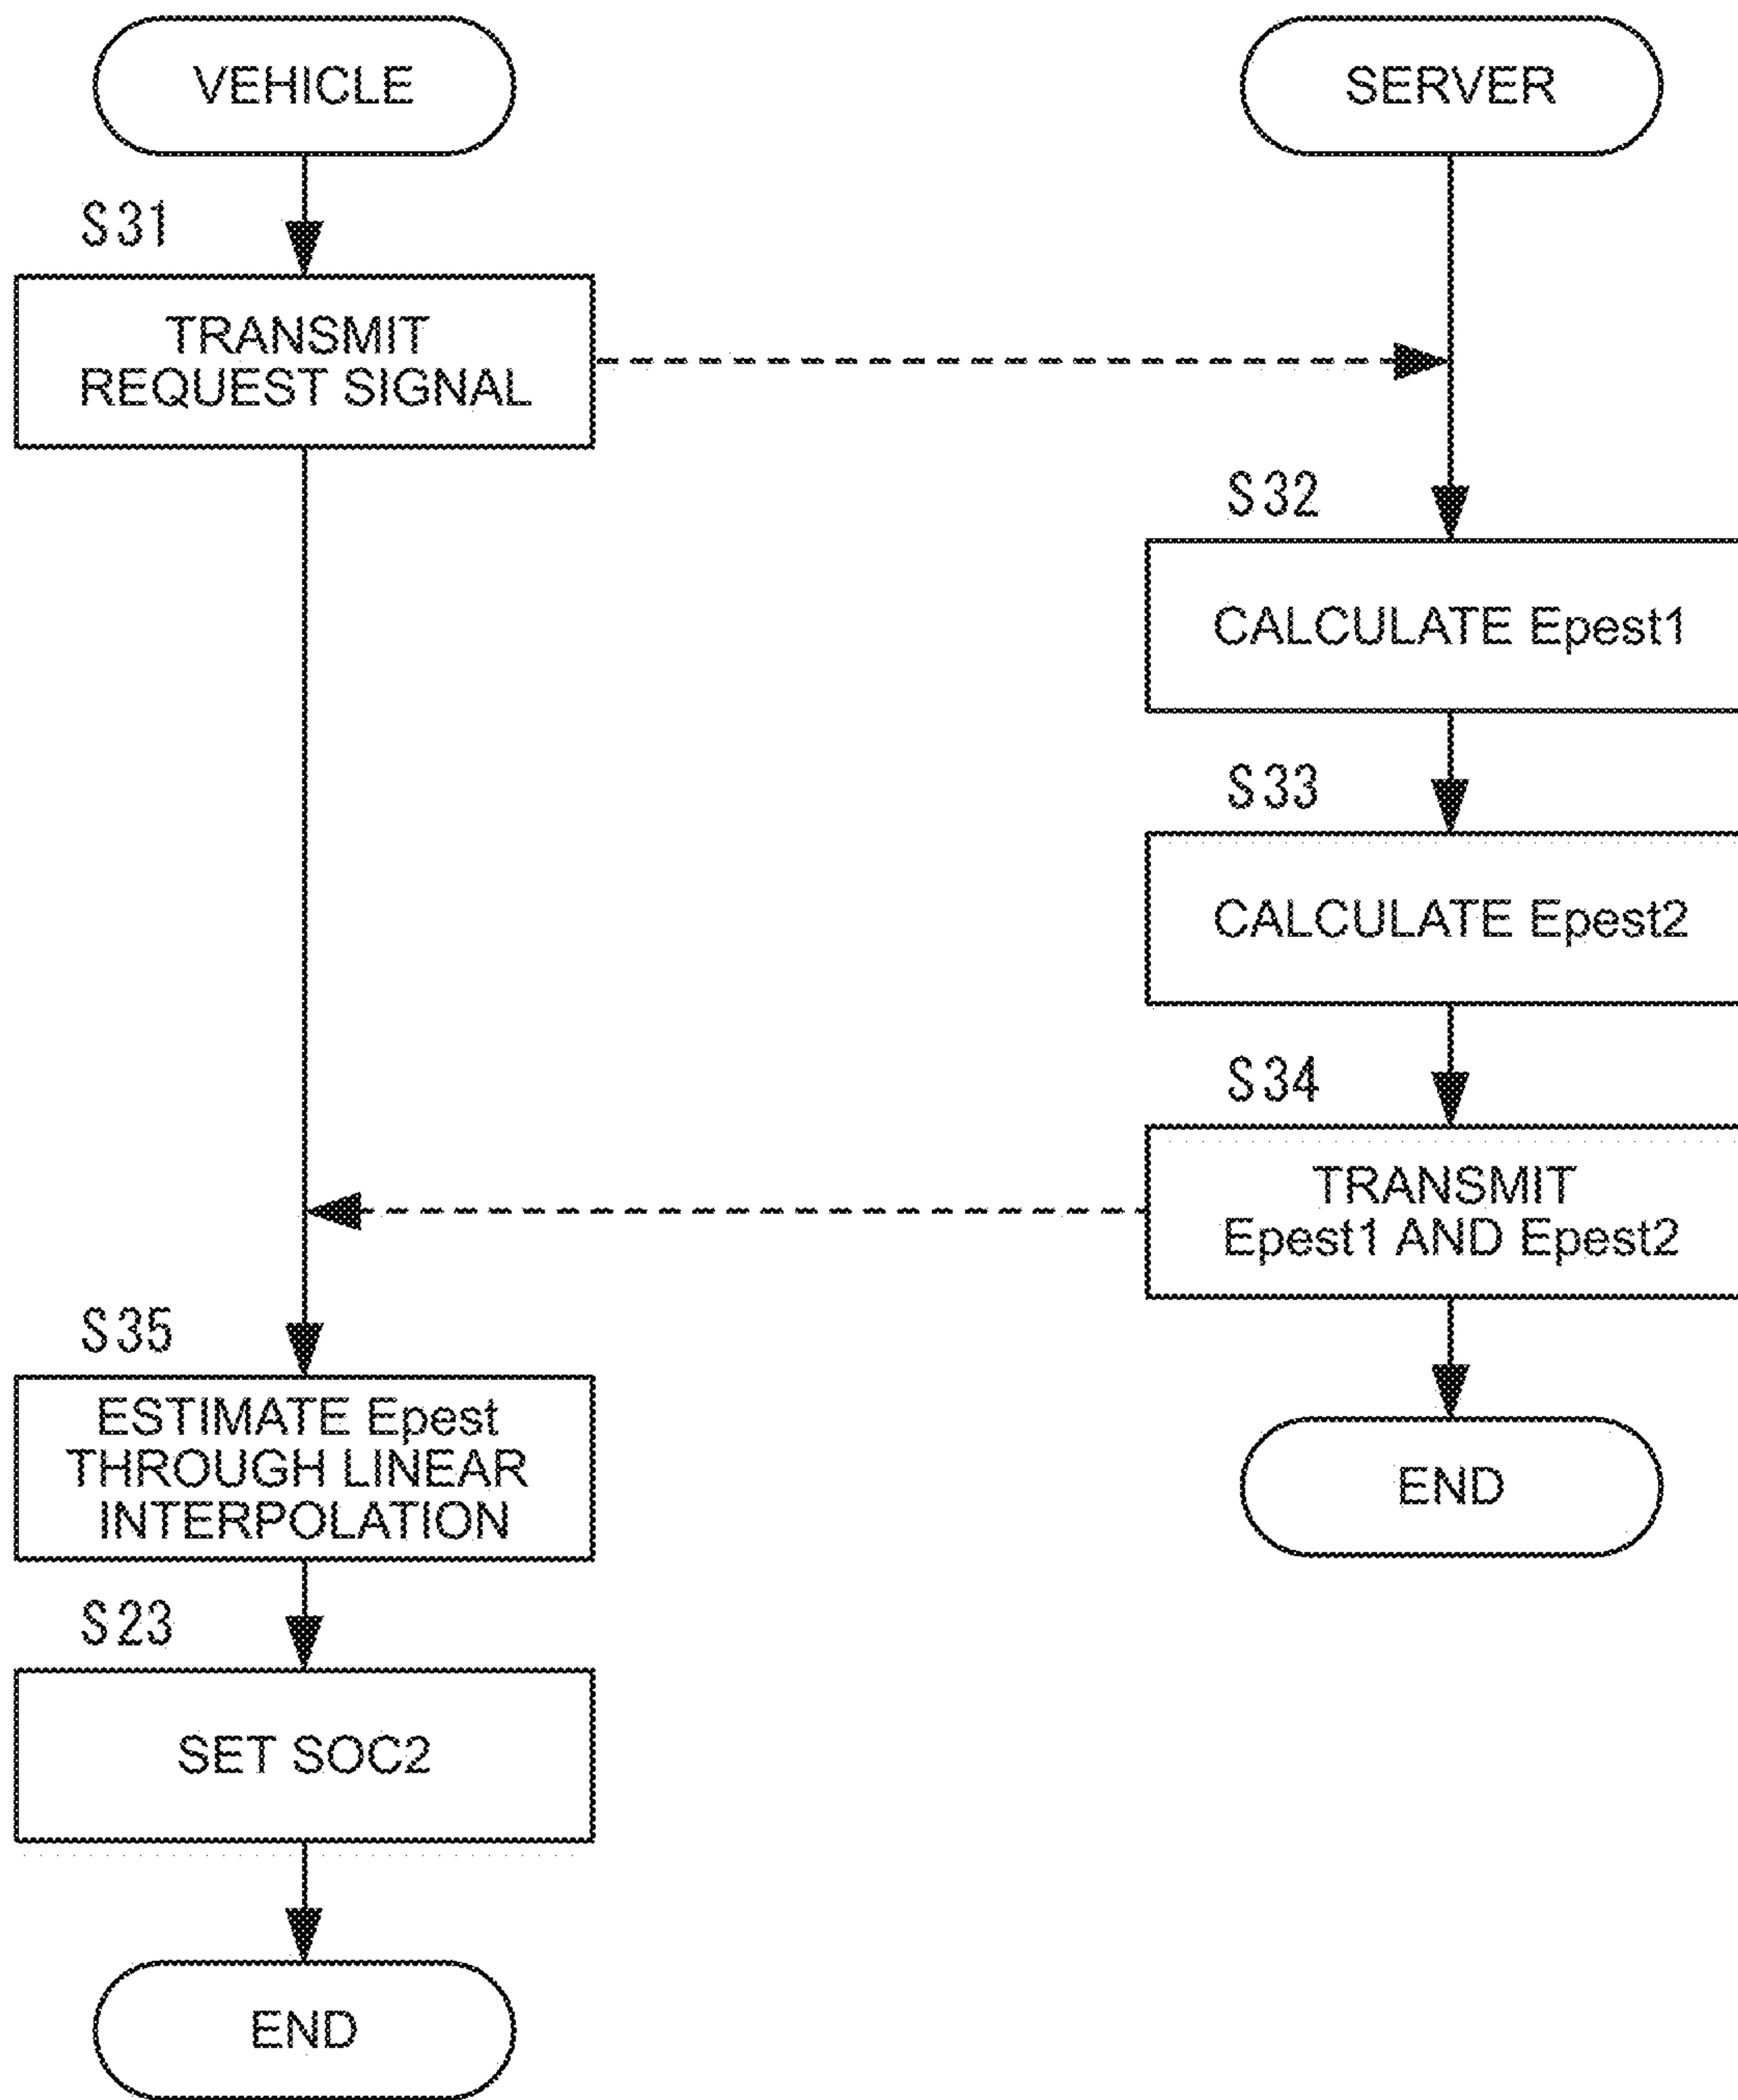 VEHICLE
S31
TRANSMIT
REQUEST SIGNAL
S35
ESTIMATE Epest
THROUGH LINEAR
INTERPOLATION
S23
SET SOC2
END
SERVER
S32
CALCULATE Epest1
S33
CALCULATE Epest2
S34
TRANSMIT
Epest1 AND Epest2
END